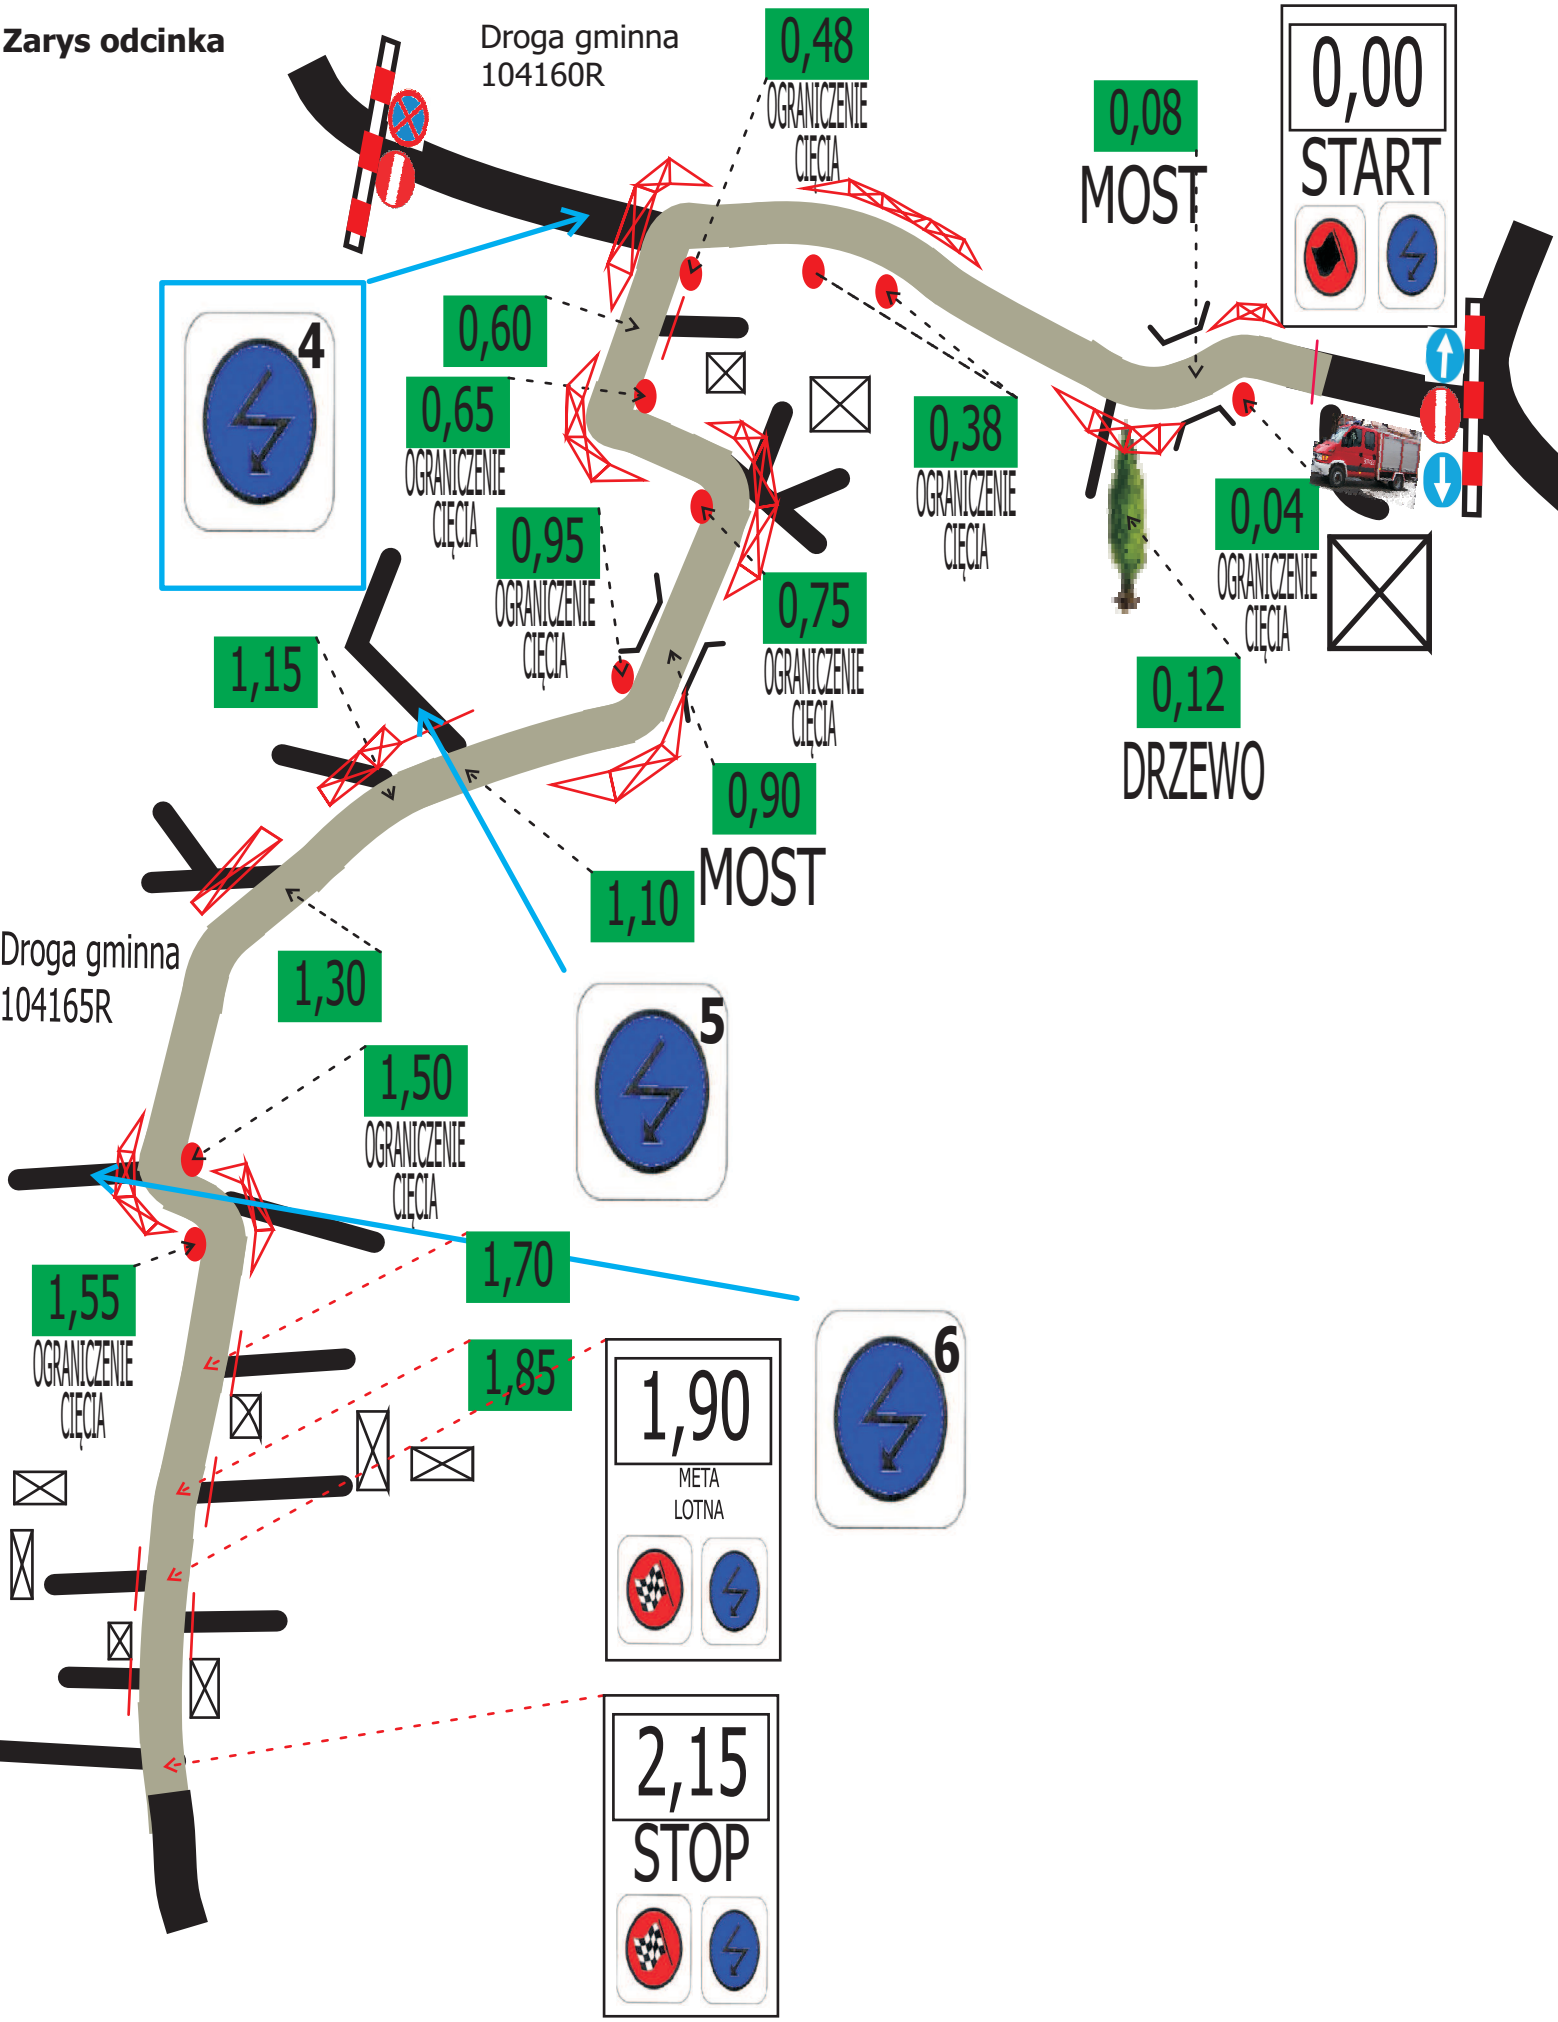 Zarys odcinka
Droga gminna
104160R
0,48
OGRANICZENIE
CIĘCIA
0,08
MOST
0,00
START
4
0,60
0,65
OGRANICZENIE
CIĘCIA
0,38
OGRANICZENIE
CIĘCIA
0,04
OGRANICZENIE
CIĘCIA
0,95
OGRANICZENIE
CIĘCIA
0,75
OGRANICZENIE
CIĘCIA
0,12
DRZEWO
1,15
0,90
MOST
1,10
Droga gminna
104165R
1,30
5
1,50
OGRANICZENIE
CIĘCIA
1,55
OGRANICZENIE
CIĘCIA
1,70
6
1,85
1,90
META
LOTNA
2,15
STOP